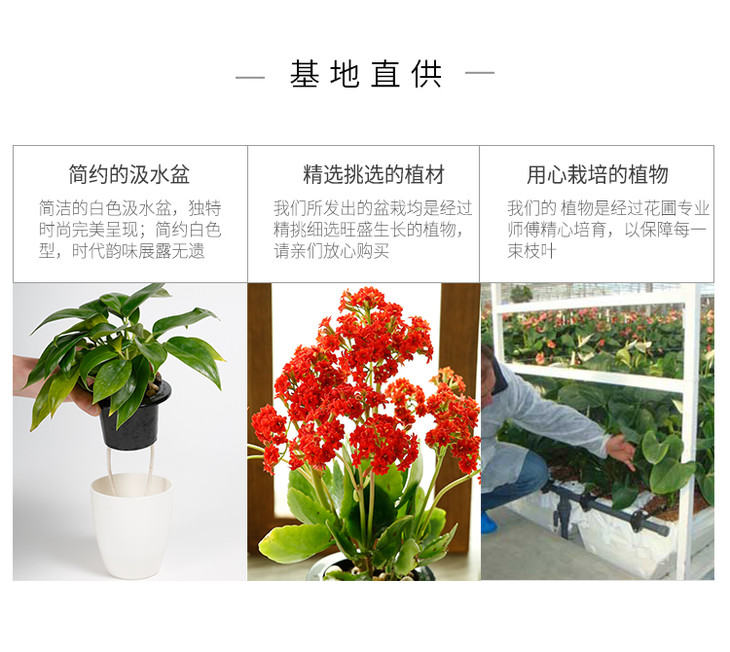 基地直供
简约的汲水盆
简洁的白色汲水盆，独特
时尚完美呈现；简约白色
型，时代韵味展露无遗
精选挑选的植材
我们所发出的盆栽均是经过
精挑细选旺盛生长的植物，
请亲们放心购买
用心栽培的植物
我们的 植物是经过花圃专业
师傅精心培育，以保障每一
束枝叶